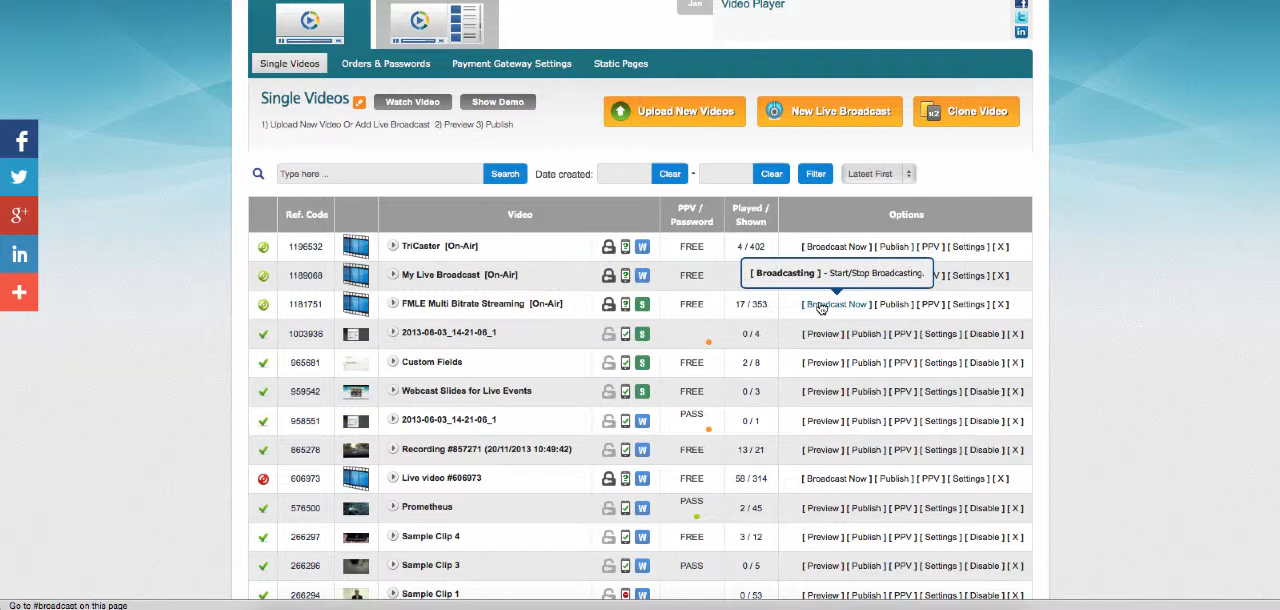 Jan
Video Player
Single Videos Orders & Passwords Payment Gateway Settings Static Pages
Single Videos Watch Video Show Demo
Upload New Videos New Live Broadcast x2 Clone Video
1) Upload New Video Or Add Live Broadcast 2) Preview 3) Publish
Type here ... Search Date created: Clear - Clear Filter Latest First
Ref. Code Video PPV / Password Played / Shown Options
1196532 TriCaster [On-Air] ? W FREE 4 / 402 [ Broadcast Now ] [ Publish ] [ PPV ] [ Settings ] [ X ]
1189068 My Live Broadcast [On-Air] ? W FREE V ] [ Settings ] [ X ]
[ Broadcasting ] - Start/Stop Broadcasting.
1181751 FMLE Multi Bitrate Streaming [On-Air] ? S FREE 17 / 353 [ Broadcast Now ] [ Publish ] [ PPV ] [ Settings ] [ X ]
1003936 2013-06-03_14-21-06_1 S 0 / 4 [ Preview ] [ Publish ] [ PPV ] [ Settings ] [ Disable ] [ X ]
965681 Custom Fields S FREE 2 / 8 [ Preview ] [ Publish ] [ PPV ] [ Settings ] [ Disable ] [ X ]
959542 Webcast Slides for Live Events S FREE 0 / 3 [ Preview ] [ Publish ] [ PPV ] [ Settings ] [ Disable ] [ X ]
958551 2013-06-03_14-21-06_1 W PASS 0 / 1 [ Preview ] [ Publish ] [ PPV ] [ Settings ] [ Disable ] [ X ]
865278 Recording #857271 (20/11/2013 10:49:42) W FREE 13 / 21 [ Preview ] [ Publish ] [ PPV ] [ Settings ] [ Disable ] [ X ]
606973 Live video #606973 ? W FREE 58 / 314 [ Broadcast Now ] [ Publish ] [ PPV ] [ Settings ] [ X ]
576500 Prometheus W PASS 2 / 45 [ Preview ] [ Publish ] [ PPV ] [ Settings ] [ Disable ] [ X ]
266297 Sample Clip 4 W FREE 3 / 12 [ Preview ] [ Publish ] [ PPV ] [ Settings ] [ Disable ] [ X ]
266296 Sample Clip 3 W PASS 0 / 5 [ Preview ] [ Publish ] [ PPV ] [ Settings ] [ Disable ] [ X ]
266294 Sample Clip 1 W FREE 0 / 53 [ Preview ] [ Publish ] [ PPV ] [ Settings ] [ Disable ] [ X ]
Go to #broadcast on this page
f
g+
in
+
f
t
in